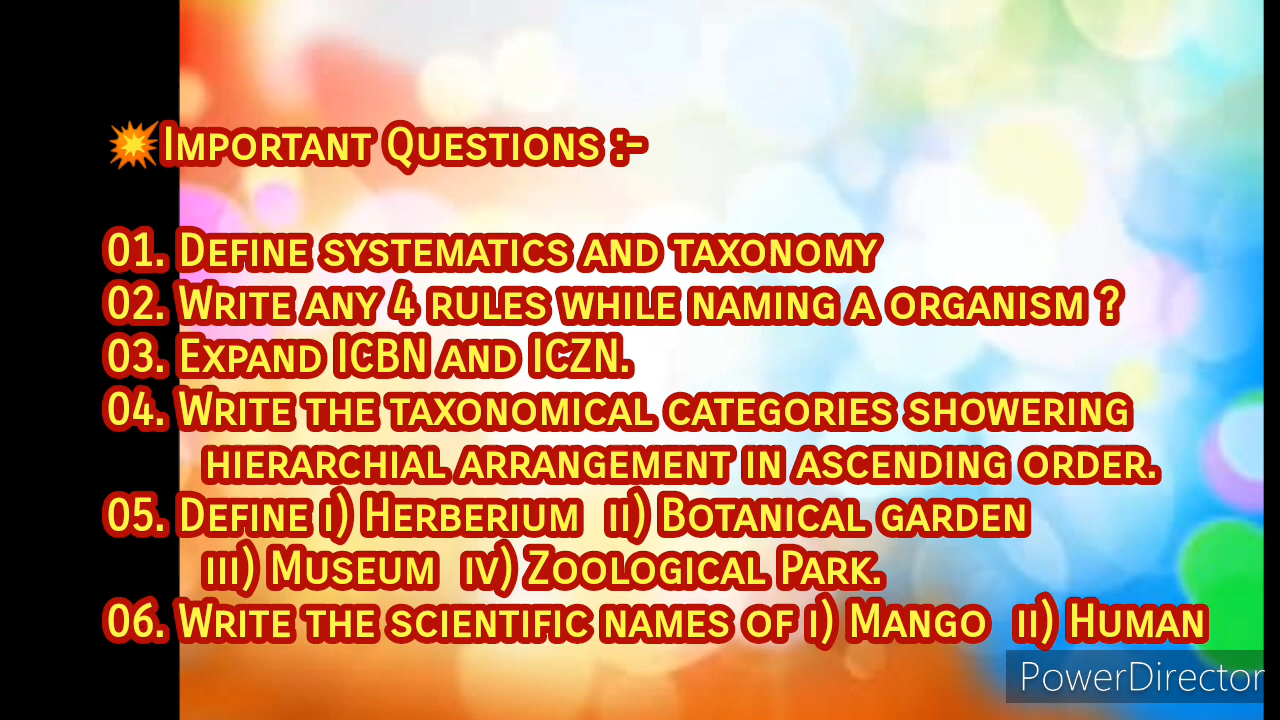 💥Important Questions :-
01. Define systematics and taxonomy
02. Write any 4 rules while naming a organism ?
03. Expand ICBN and ICZN.
04. Write the taxonomical categories showering
hierarchial arrangement in ascending order.
05. Define i) Herberium ii) Botanical garden
iii) Museum iv) Zoological Park.
06. Write the scientific names of i) Mango ii) Human
PowerDirector